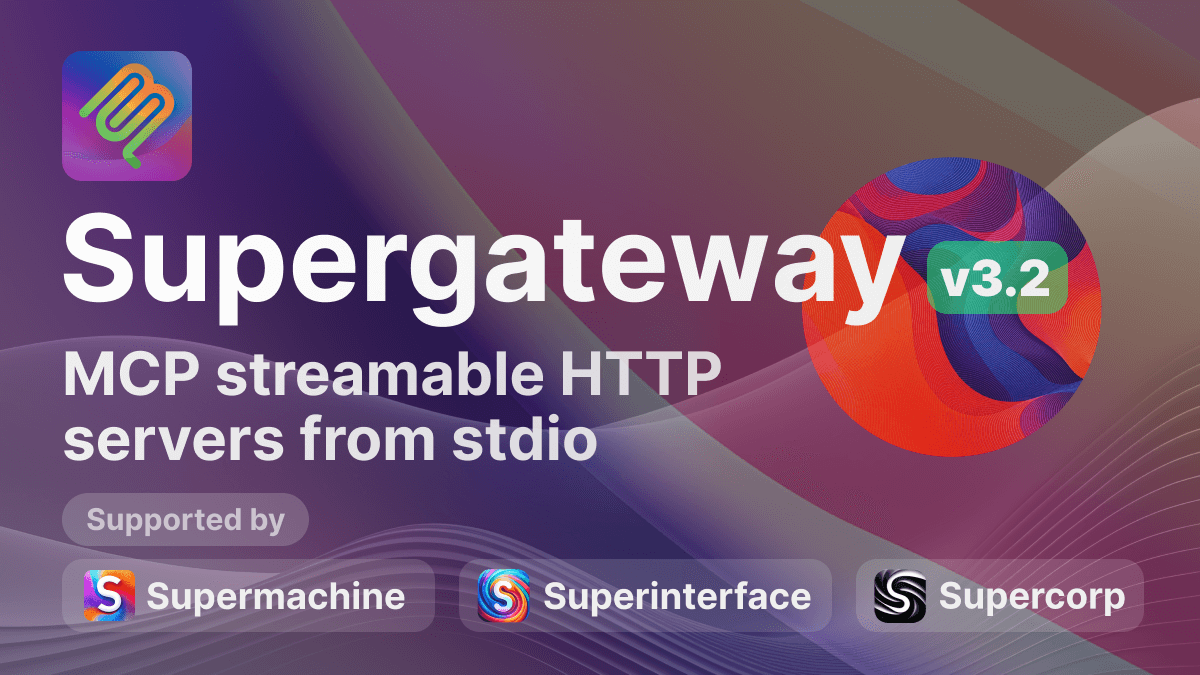 Supergateway v3.2
MCP streamable HTTP
servers from stdio
Supported by
Supermachine Superinterface Supercorp